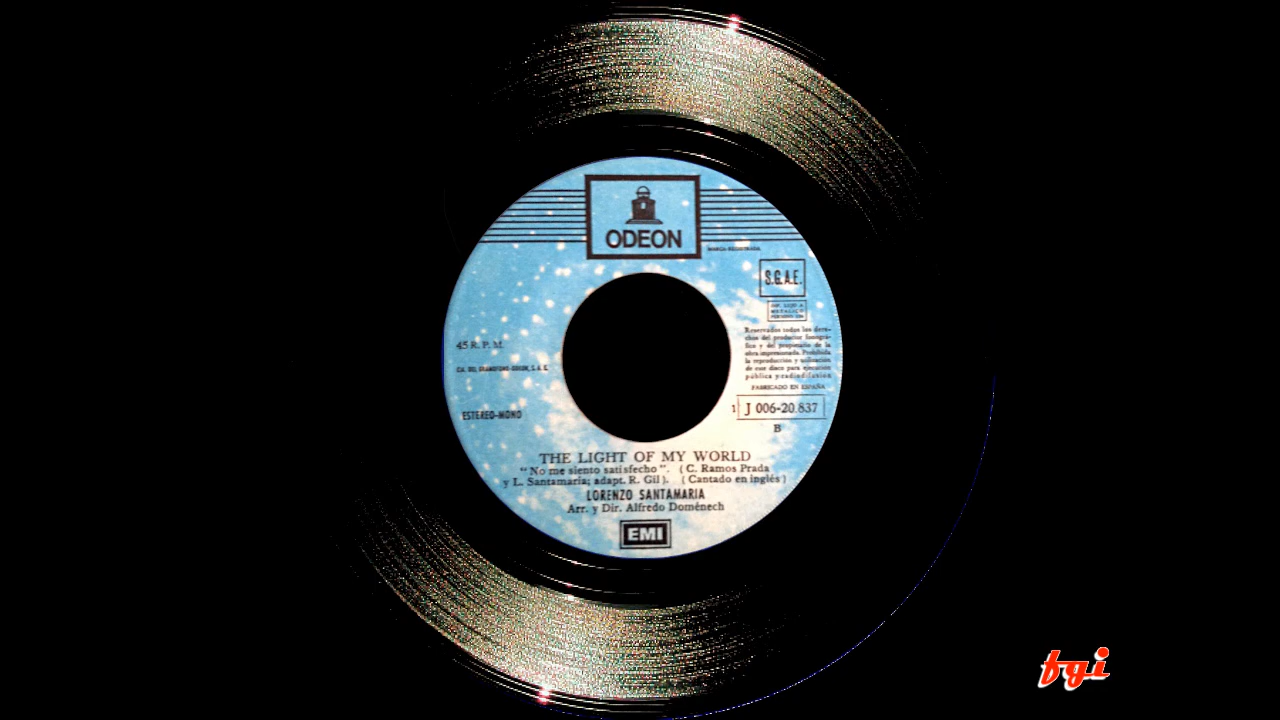 ODEON
MARCA REGISTRADA
S.G.A.E.
Reservados todos los dere-
chos del productor fonográ-
fico y del propietario de la
obra impresionada. Prohibida
la reproducción y utilización
de este disco para ejecución
pública y radiodifusión
FABRICADO EN ESPAÑA
45 R. P. M.
CIA. DEL GRAMOFONO-ODEON, S. A. E.
ESTEREO-MONO
1 J 006-20.837
B
THE LIGHT OF MY WORLD
"No me siento satisfecho". (C. Ramos Prada
y L. Santamaría; adapt. R. Gil). (Cantado en inglés)
LORENZO SANTAMARIA
Arr. y Dir. Alfredo Doménech
EMI
fgi